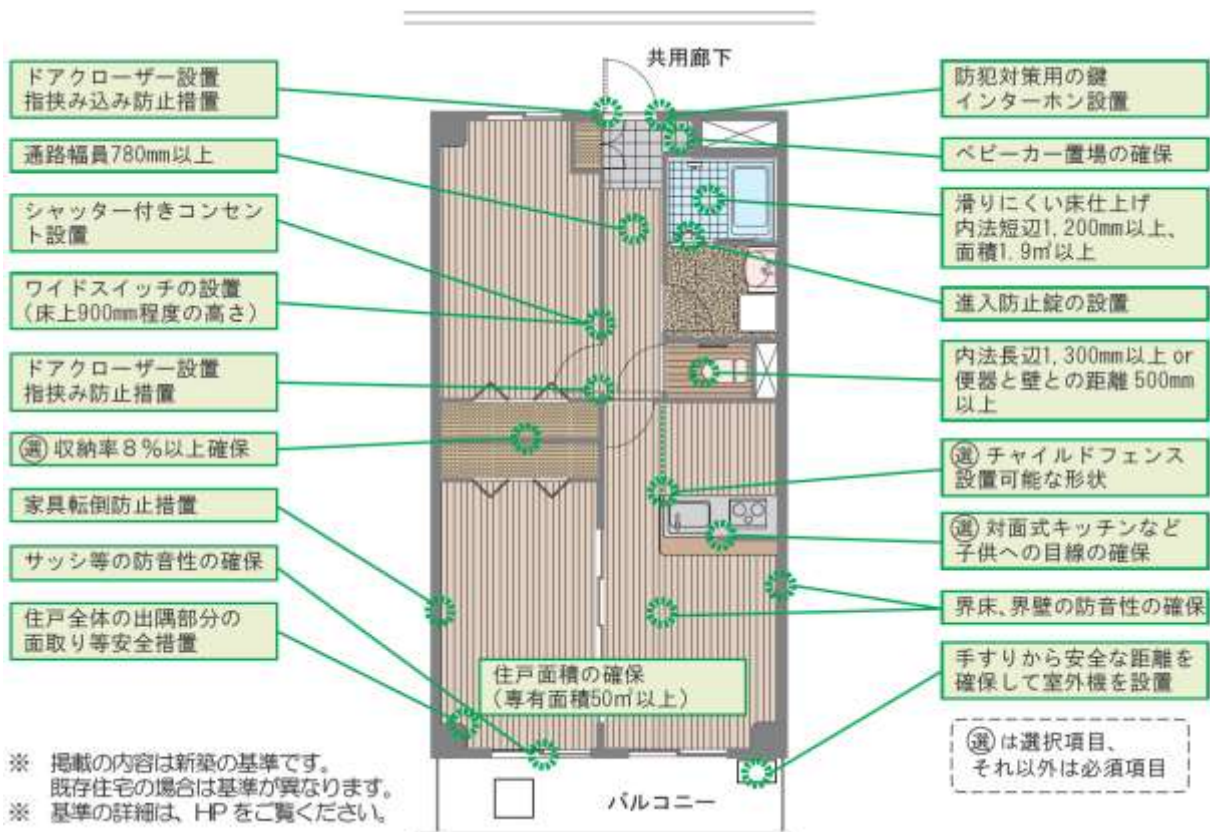 共用廊下
ドアクローザー設置
指挟み込み防止措置
通路幅員780mm以上
シャッター付きコンセン
ト設置
ワイドスイッチの設置
（床上900mm程度の高さ）
ドアクローザー設置
指挟み防止措置
選 収納率８％以上確保
家具転倒防止措置
サッシ等の防音性の確保
住戸全体の出隅部分の
面取り等安全措置
防犯対策用の鍵
インターホン設置
ベビーカー置場の確保
滑りにくい床仕上げ
内法短辺1,200mm以上、
面積1.9㎡以上
進入防止錠の設置
内法長辺1,300mm以上 or
便器と壁との距離 500mm
以上
選 チャイルドフェンス
設置可能な形状
選 対面式キッチンなど
子供への目線の確保
界床、界壁の防音性の確保
手すりから安全な距離を
確保して室外機を設置
住戸面積の確保
（専有面積50㎡以上）
バルコニー
選は選択項目、
それ以外は必須項目
※ 掲載の内容は新築の基準です。
既存住宅の場合は基準が異なります。
※ 基準の詳細は、HP をご覧ください。